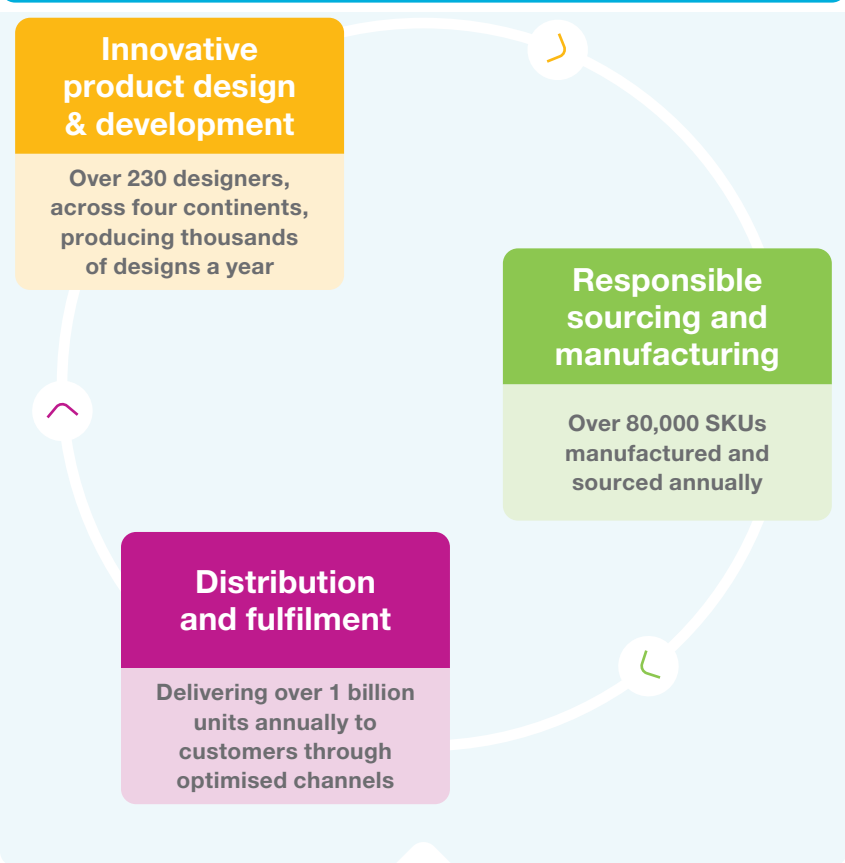 Innovative
product design
& development
Over 230 designers,
across four continents,
producing thousands
of designs a year
Responsible
sourcing and
manufacturing
Over 80,000 SKUs
manufactured and
sourced annually
Distribution
and fulfilment
Delivering over 1 billion
units annually to
customers through
optimised channels